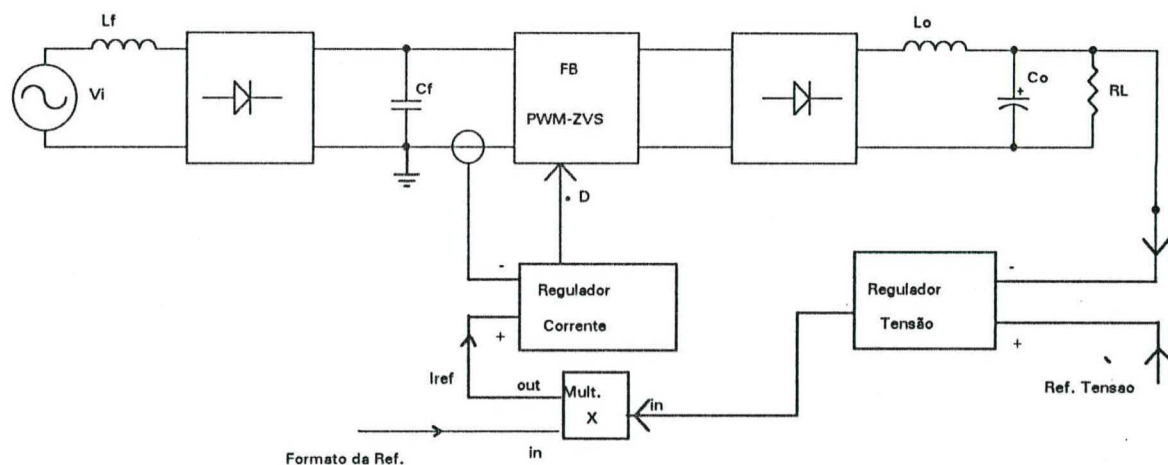 Lf
Vi
Cf
FB
PWM-ZVS
Lo
+
Co
RL
. D
-
+
Regulador
Corrente
-
+
Regulador
Tensão
Ref. Tensao
Iref
out
Mult.
X
in
in
Formato da Ref.